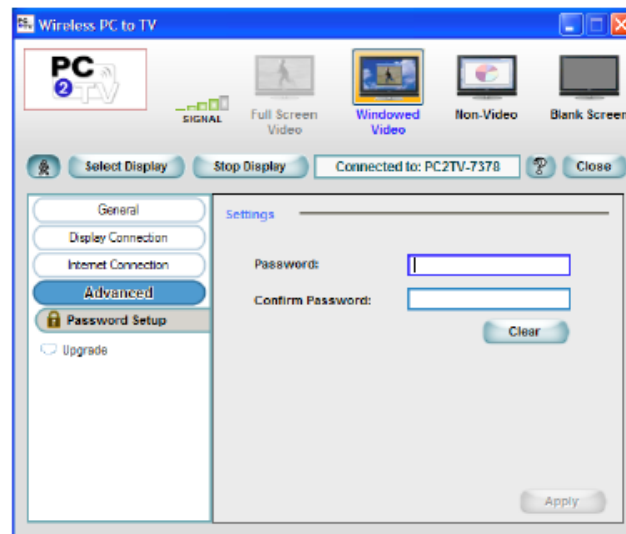 Wireless PC to TV
PC
2TV
SIGNAL
Full Screen
Video
Windowed
Video
Non-Video
Blank Screen
Select Display
Stop Display
Connected to: PC2TV-7378
?
Close
General
Display Connection
Internet Connection
Advanced
Password Setup
Upgrade
Settings
Password:
Confirm Password:
Clear
Apply